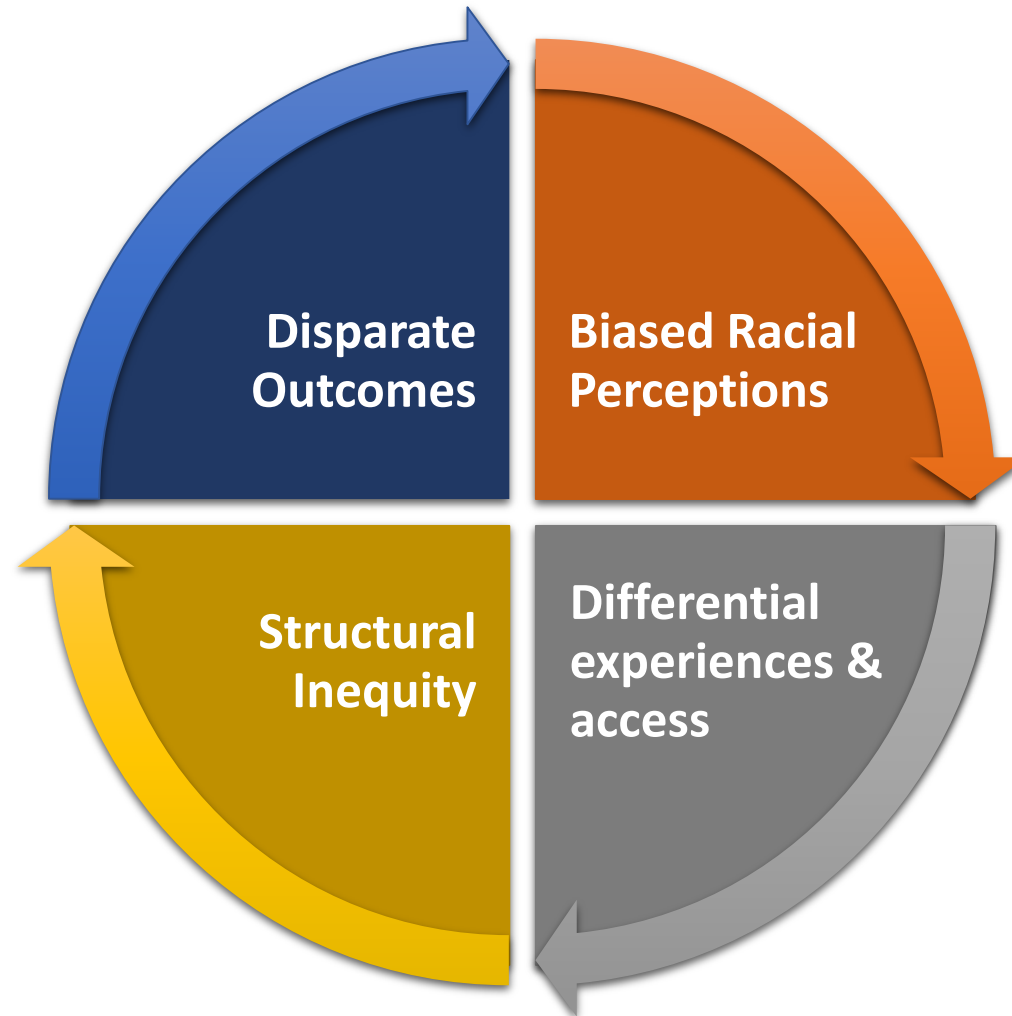 Disparate
Outcomes
Biased Racial
Perceptions
Differential
experiences &
access
Structural
Inequity